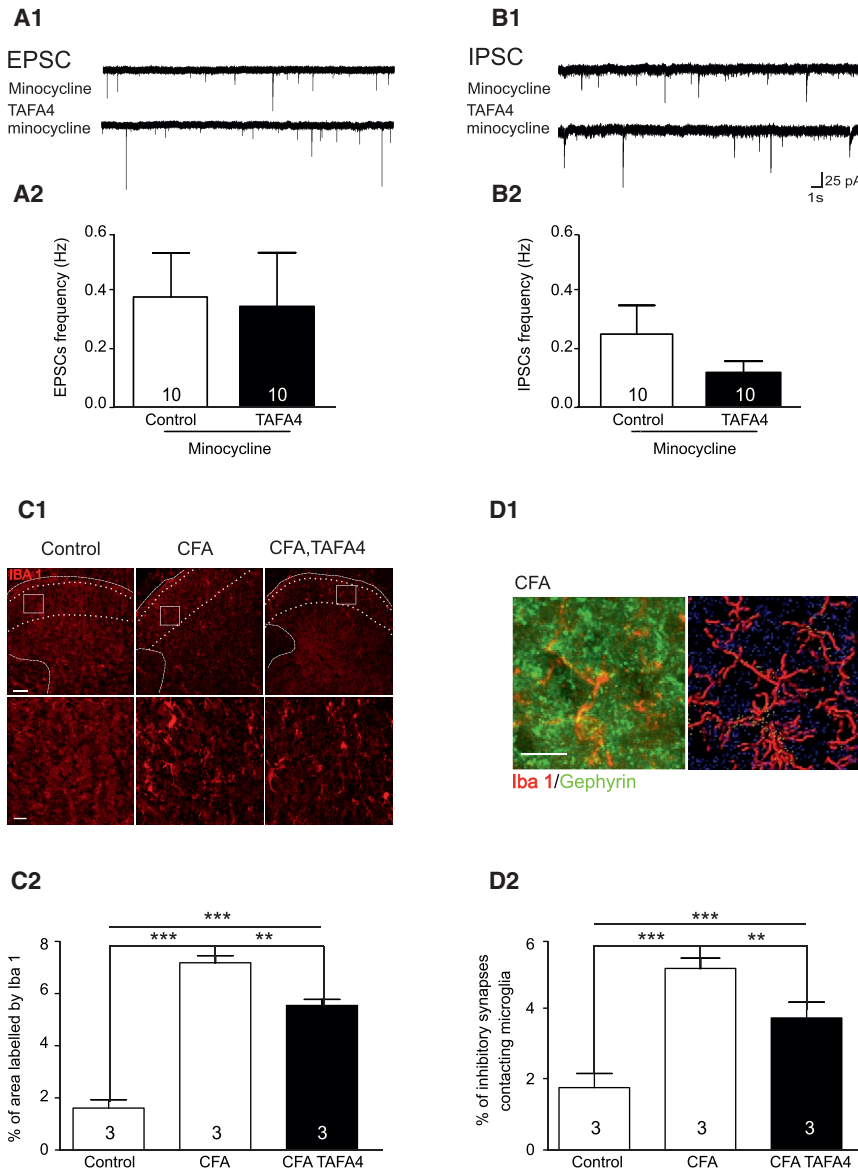 A1
EPSC
Minocycline
TAFA4
minocycline
B1
IPSC
Minocycline
TAFA4
minocycline
25 pA
1s
A2
EPSCs frequency (Hz)
0.6
0.4
0.2
0.0
10
10
Control
TAFA4
Minocycline
B2
IPSCs frequency (Hz)
0.6
0.4
0.2
0.0
10
10
Control
TAFA4
Minocycline
C1
Control
CFA
CFA,TAFA4
IBA 1
D1
CFA
Iba 1/Gephyrin
C2
% of area labelled by Iba 1
8
6
4
2
0
***
***
**
3
3
3
Control
CFA
CFA TAFA4
D2
% of inhibitory synapses
contacting microglia
6
4
2
0
***
***
**
3
3
3
Control
CFA
CFA TAFA4